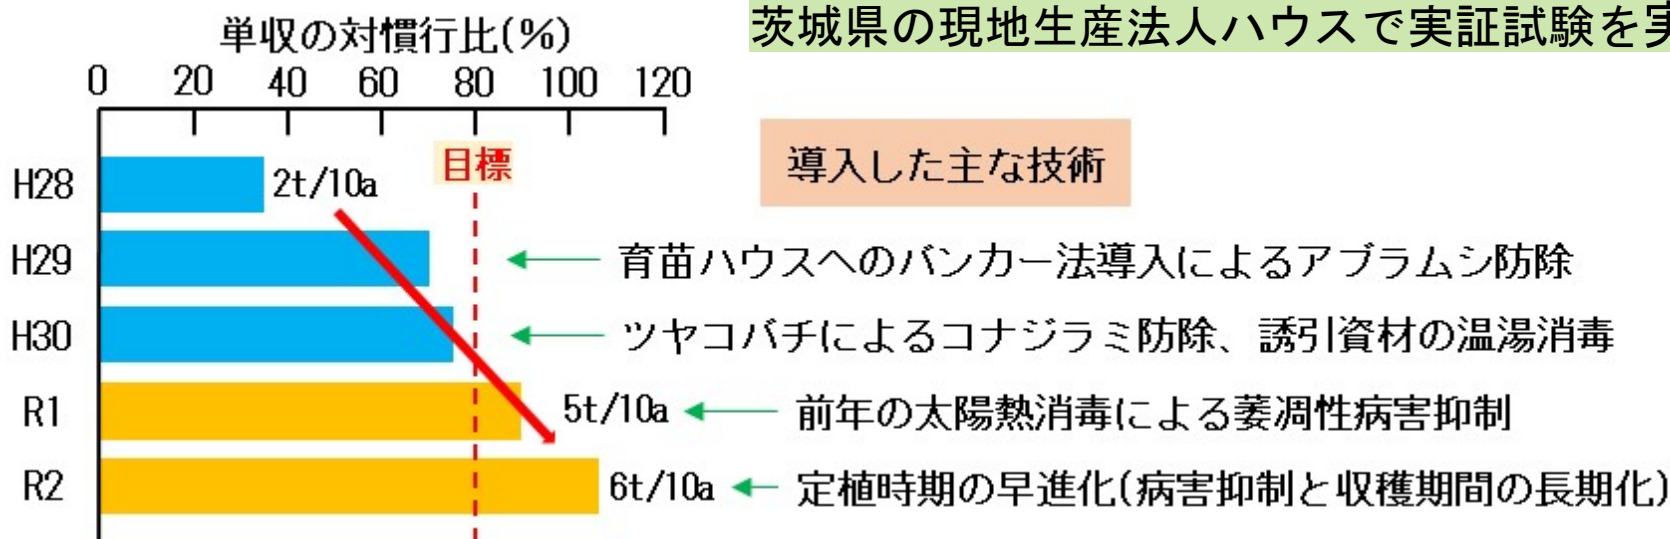 茨城県の現地生産法人ハウスで実証試験を実
単収の対慣行比(%)
0 20 40 60 80 100 120
目標
導入した主な技術
H28 2t/10a
H29 育苗ハウスへのバンカー法導入によるアブラムシ防除
H30 ツヤコバチによるコナジラミ防除、誘引資材の温湯消毒
R1 5t/10a 前年の太陽熱消毒による萎凋性病害抑制
R2 6t/10a 定植時期の早進化(病害抑制と収穫期間の長期化)